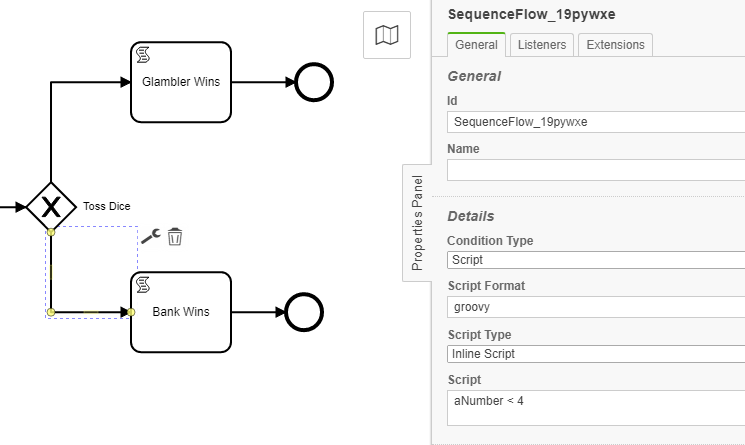 Glambler Wins
Toss Dice
Bank Wins
Properties Panel
SequenceFlow_19pywxe
General Listeners Extensions
General
Id
SequenceFlow_19pywxe
Name
Details
Condition Type
Script
Script Format
groovy
Script Type
Inline Script
Script
aNumber < 4